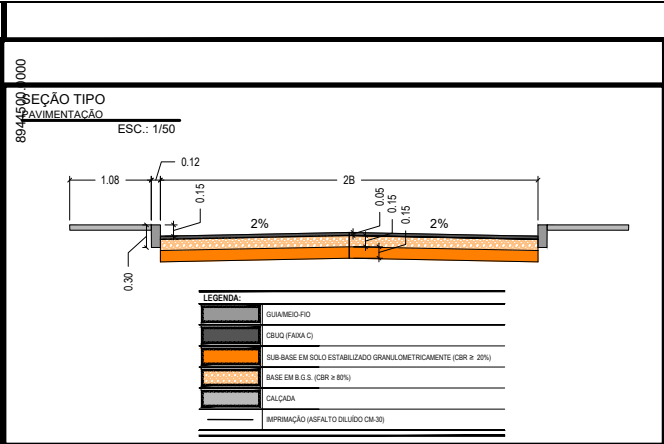 8944500.0000
SEÇÃO TIPO
PAVIMENTAÇÃO
ESC.: 1/50
0.12
1.08
0.15
2B
0.05
0.15
0.15
2%
2%
0.30
LEGENDA:
GUIA/MEIO-FIO
CBUQ (FAIXA C)
SUB-BASE EM SOLO ESTABILIZADO GRANULOMETRICAMENTE (CBR ≥ 20%)
BASE EM B.G.S. (CBR ≥ 80%)
CALÇADA
IMPRIMAÇÃO (ASFALTO DILUÍDO CM-30)